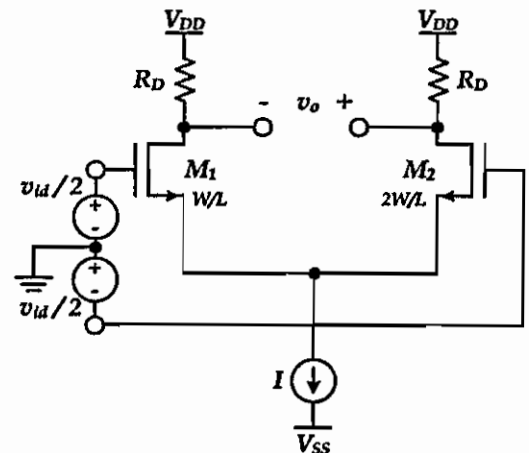 V_DD V_DD
R_D R_D
- v_o +
M_1 M_2
v_id/2 W/L 2W/L
+
-
+
-
v_id/2
I
V_SS